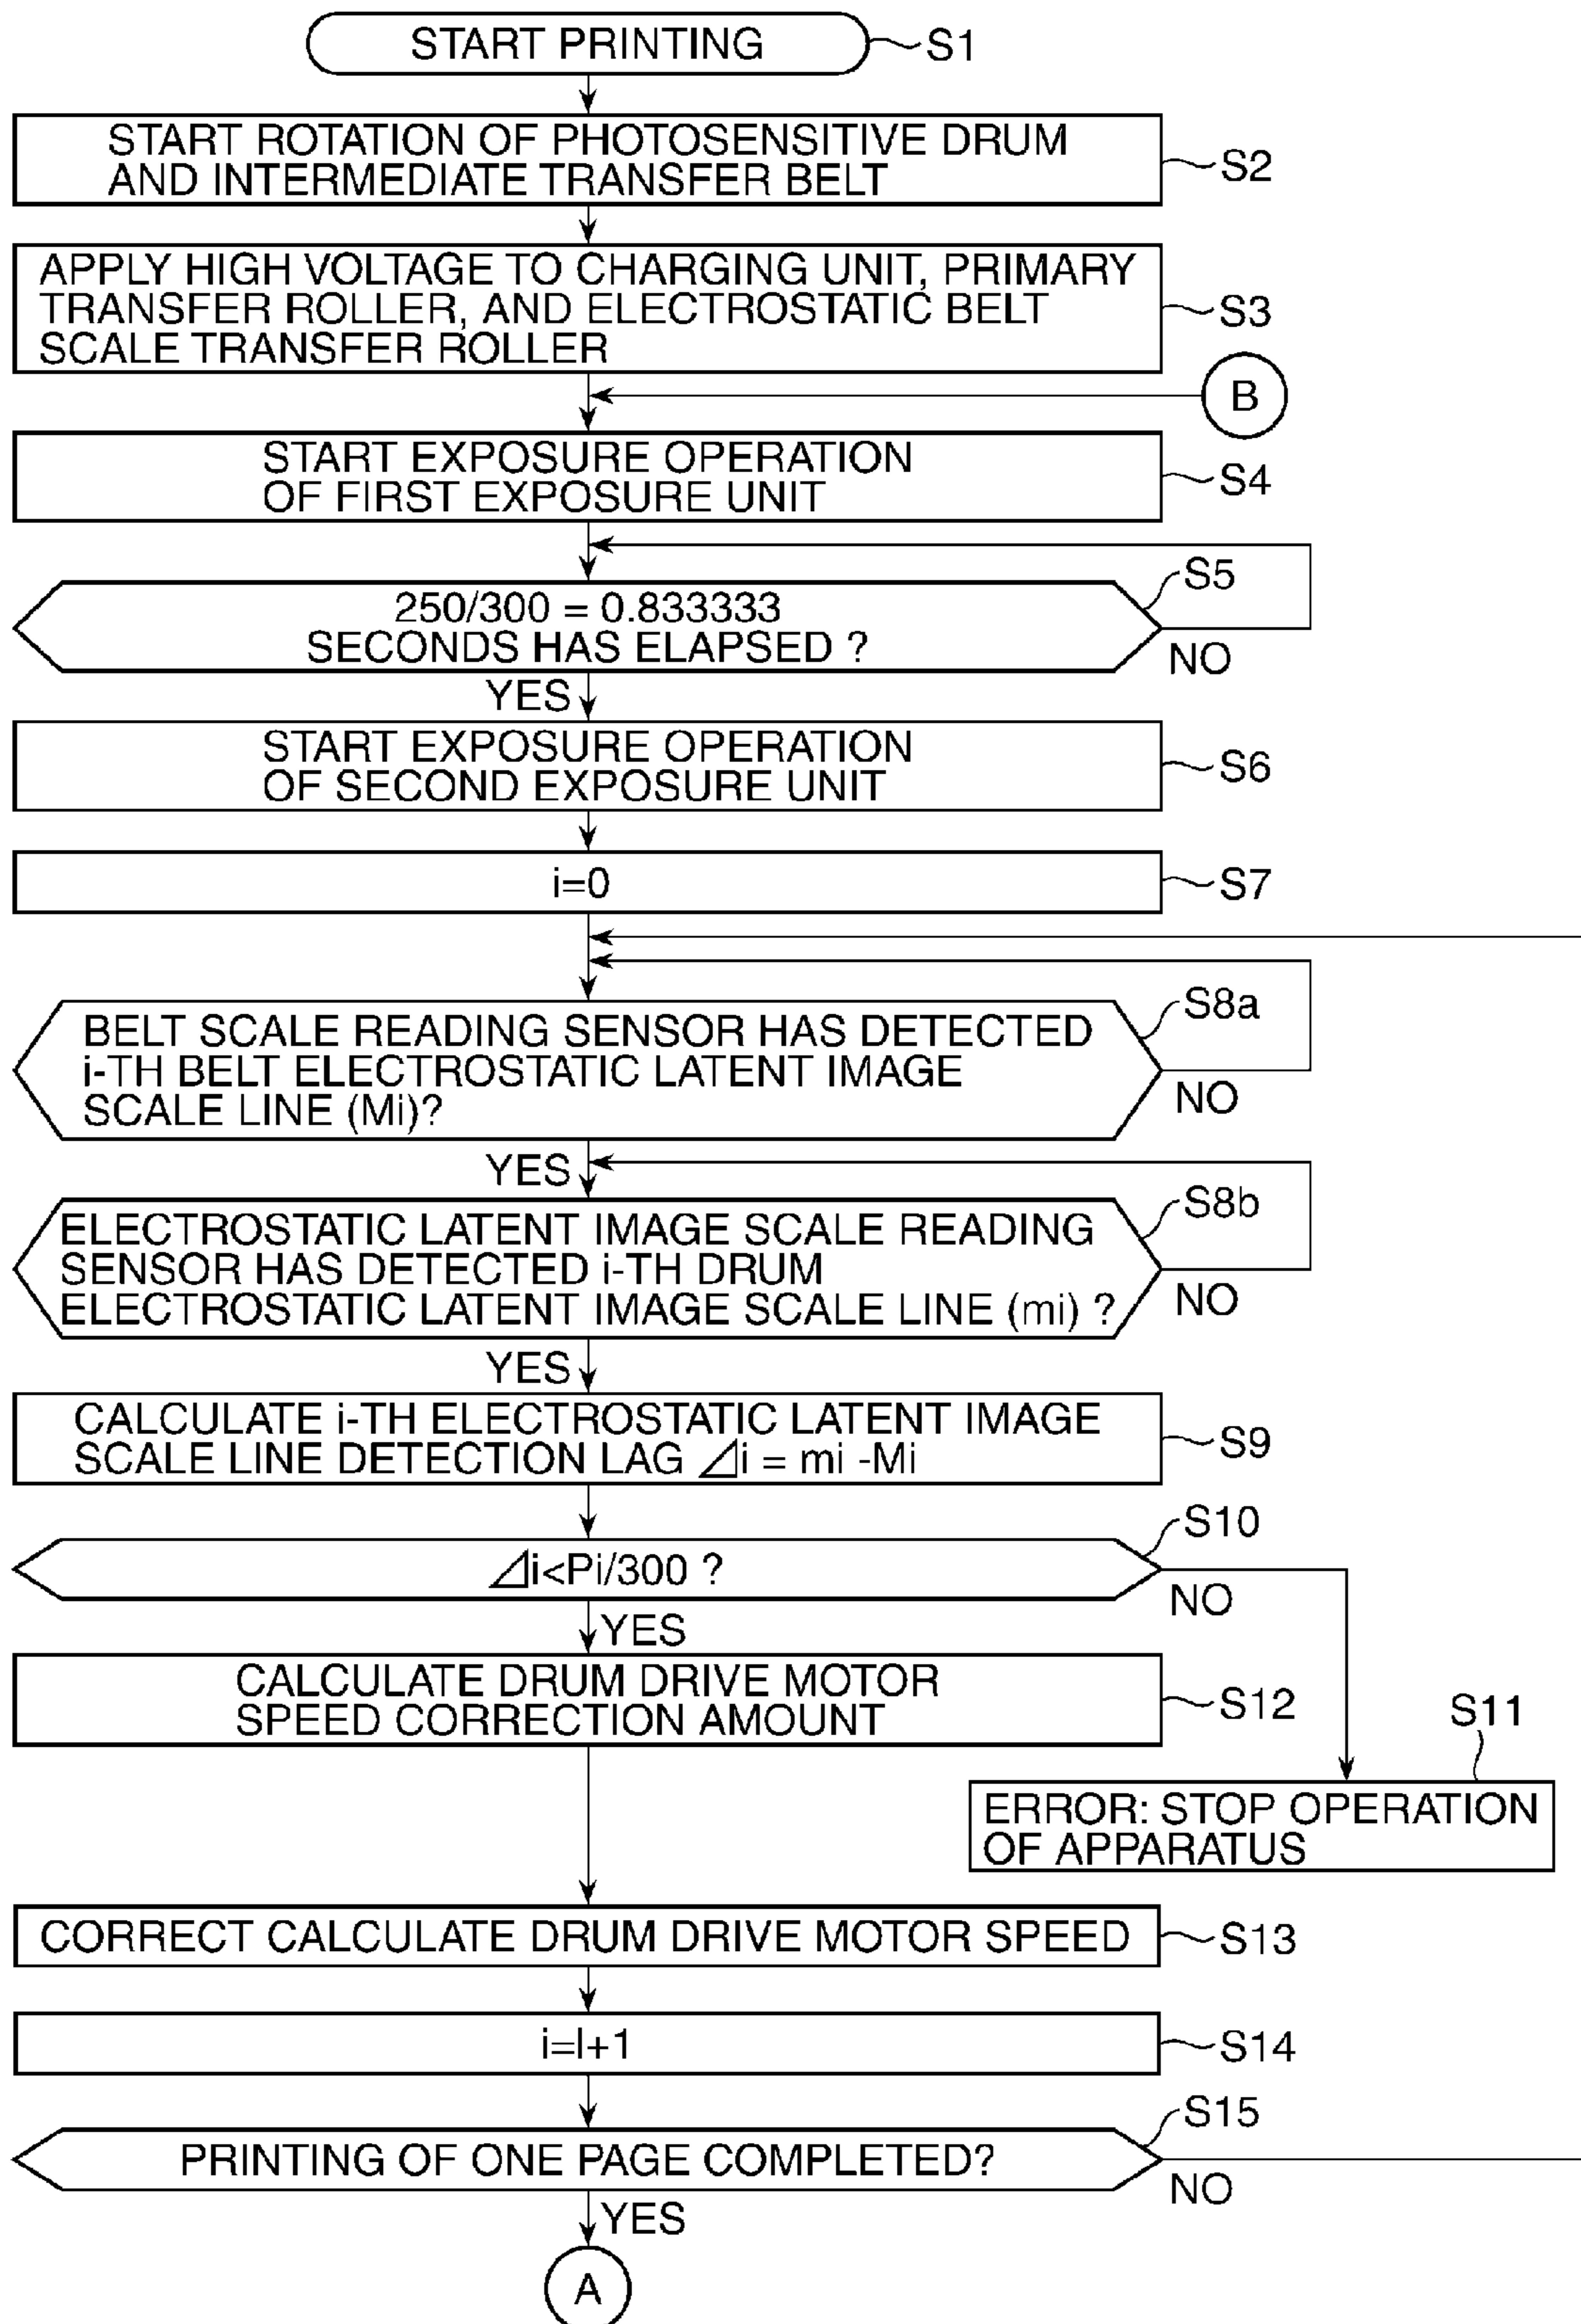 START PRINTING
S1
START ROTATION OF PHOTOSENSITIVE DRUM
AND INTERMEDIATE TRANSFER BELT
S2
APPLY HIGH VOLTAGE TO CHARGING UNIT, PRIMARY
TRANSFER ROLLER, AND ELECTROSTATIC BELT
SCALE TRANSFER ROLLER
S3
B
START EXPOSURE OPERATION
OF FIRST EXPOSURE UNIT
S4
S5
250/300 = 0.833333
SECONDS HAS ELAPSED ?
NO
YES
START EXPOSURE OPERATION
OF SECOND EXPOSURE UNIT
S6
i=0
S7
S8a
BELT SCALE READING SENSOR HAS DETECTED
i-TH BELT ELECTROSTATIC LATENT IMAGE
SCALE LINE (Mi)?
NO
YES
S8b
ELECTROSTATIC LATENT IMAGE SCALE READING
SENSOR HAS DETECTED i-TH DRUM
ELECTROSTATIC LATENT IMAGE SCALE LINE (mi) ?
NO
YES
CALCULATE i-TH ELECTROSTATIC LATENT IMAGE
SCALE LINE DETECTION LAG ⊿i = mi -Mi
S9
S10
⊿i<Pi/300 ?
NO
YES
CALCULATE DRUM DRIVE MOTOR
SPEED CORRECTION AMOUNT
S12
S11
ERROR: STOP OPERATION
OF APPARATUS
CORRECT CALCULATE DRUM DRIVE MOTOR SPEED
S13
i=I+1
S14
S15
PRINTING OF ONE PAGE COMPLETED?
NO
YES
A